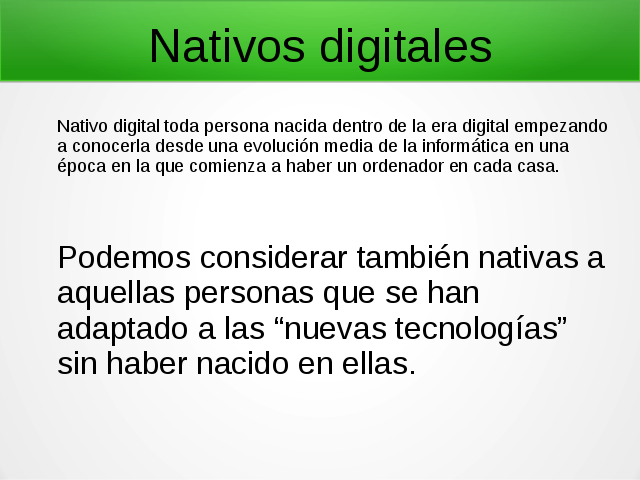 Nativos digitales
Nativo digital toda persona nacida dentro de la era digital empezando
a conocerla desde una evolución media de la informática en una
época en la que comienza a haber un ordenador en cada casa.
Podemos considerar también nativas a
aquellas personas que se han
adaptado a las “nuevas tecnologías”
sin haber nacido en ellas.